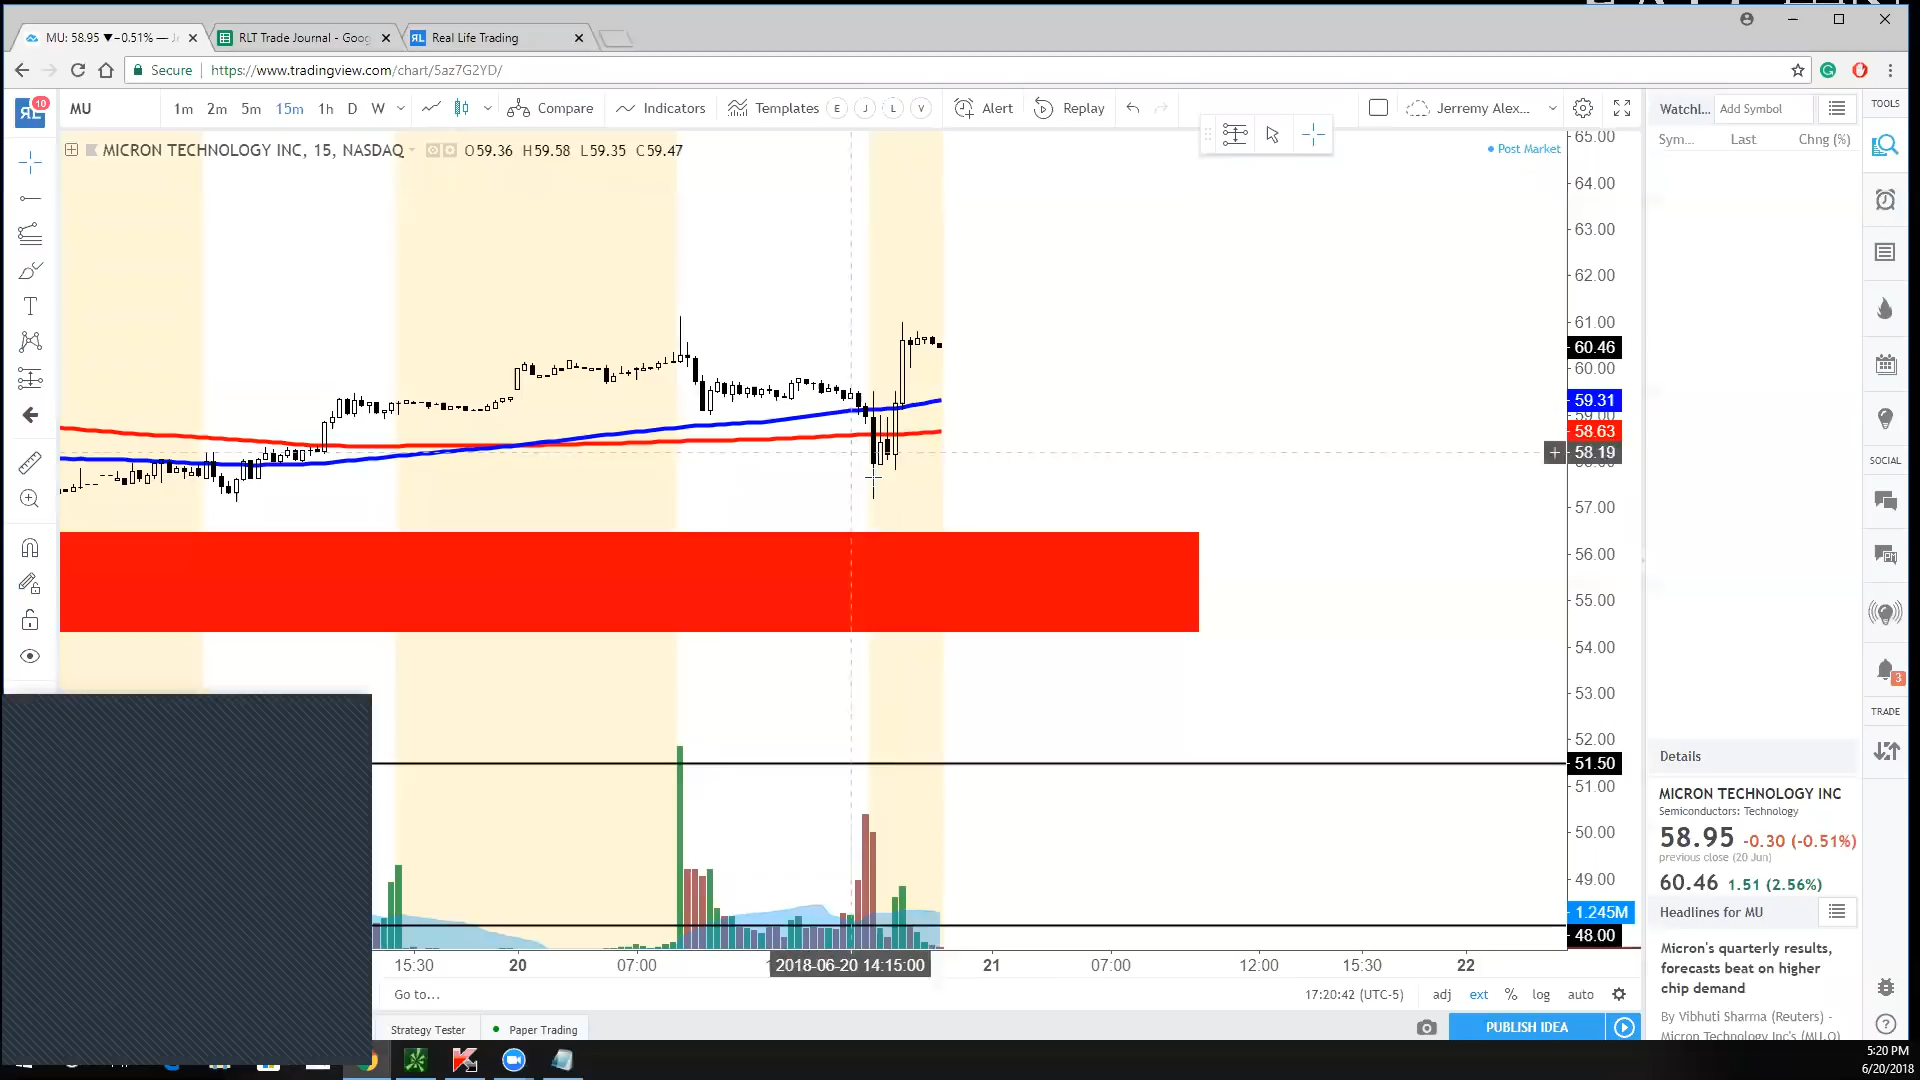 MU: 58.95 ▼−0.51% —
RLT Trade Journal - Goog
Real Life Trading
Secure
https://www.tradingview.com/chart/5az7G2YD/
10
MU
1m 2m 5m 15m 1h D W
Compare
Indicators
Templates
E J L V
Alert
Replay
Jerremy Alex...
Watchl...
Add Symbol
TOOLS
Sym... Last Chng (%)
MICRON TECHNOLOGY INC, 15, NASDAQ
O59.36 H59.58 L59.35 C59.47
Post Market
65.00
64.00
63.00
62.00
61.00
60.46
60.00
59.31
59.00
58.63
58.19
57.00
56.00
55.00
54.00
53.00
52.00
51.50
51.00
50.00
49.00
1.245M
48.00
SOCIAL
3
TRADE
Details
MICRON TECHNOLOGY INC
Semiconductors: Technology
58.95 -0.30 (-0.51%)
previous close (20 Jun)
60.46 1.51 (2.56%)
Headlines for MU
Micron's quarterly results,
forecasts beat on higher
chip demand
By Vibhuti Sharma (Reuters) -
Micron Technology Inc's (MU.O)
15:30 20 07:00 2018-06-20 14:15:00 21 07:00 12:00 15:30 22
Go to...
17:20:42 (UTC-5)
adj ext % log auto
Strategy Tester
Paper Trading
PUBLISH IDEA
5:20 PM
6/20/2018